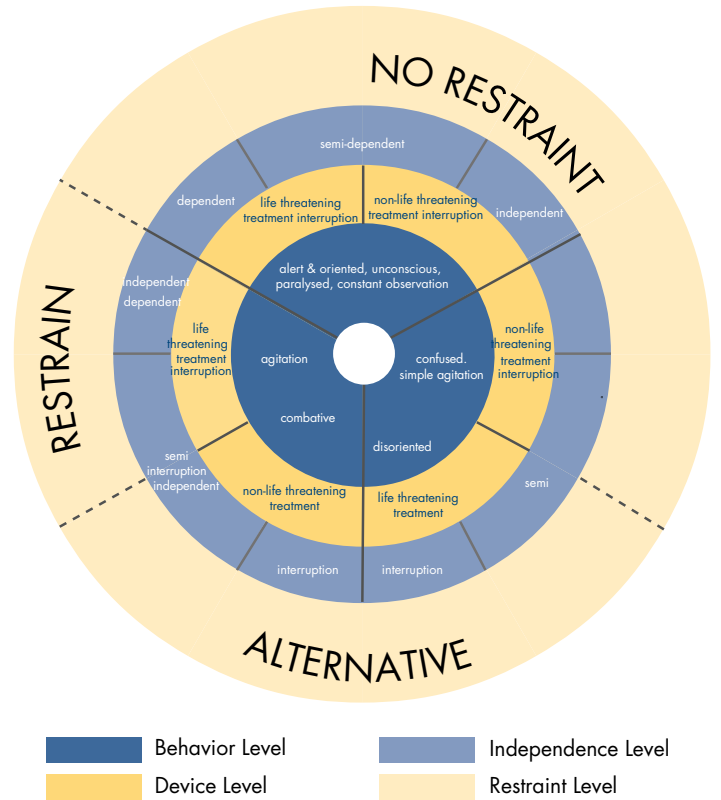 NO RESTRAINT
semi-dependent
dependent
life threatening
treatment interruption
non-life threatening
treatment interruption
independent
alert & oriented, unconscious,
paralysed, constant observation
independent
dependent
RESTRAIN
life
threatening
treatment
interruption
agitation
combative
confused.
simple agitation
disoriented
non-life
threatening
treatment
interruption
semi
interruption
independent
non-life threatening
treatment
life threatening
treatment
semi
interruption
interruption
ALTERNATIVE
Behavior Level
Independence Level
Device Level
Restraint Level